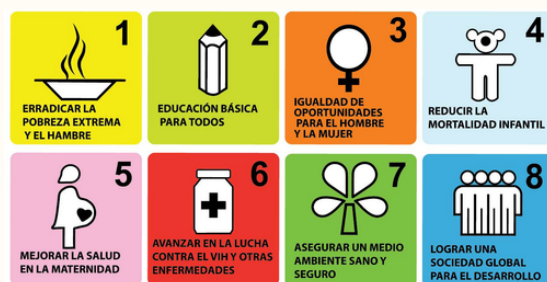 1
ERRADICAR LA
POBREZA EXTREMA
Y EL HAMBRE
2
EDUCACIÓN BÁSICA
PARA TODOS
3
IGUALDAD DE
OPORTUNIDADES
PARA EL HOMBRE
Y LA MUJER
4
REDUCIR LA
MORTALIDAD INFANTIL
5
MEJORAR LA SALUD
EN LA MATERNIDAD
6
AVANZAR EN LA LUCHA
CONTRA EL VIH Y OTRAS
ENFERMEDADES
7
ASEGURAR UN MEDIO
AMBIENTE SANO Y
SEGURO
8
LOGRAR UNA
SOCIEDAD GLOBAL
PARA EL DESARROLLO